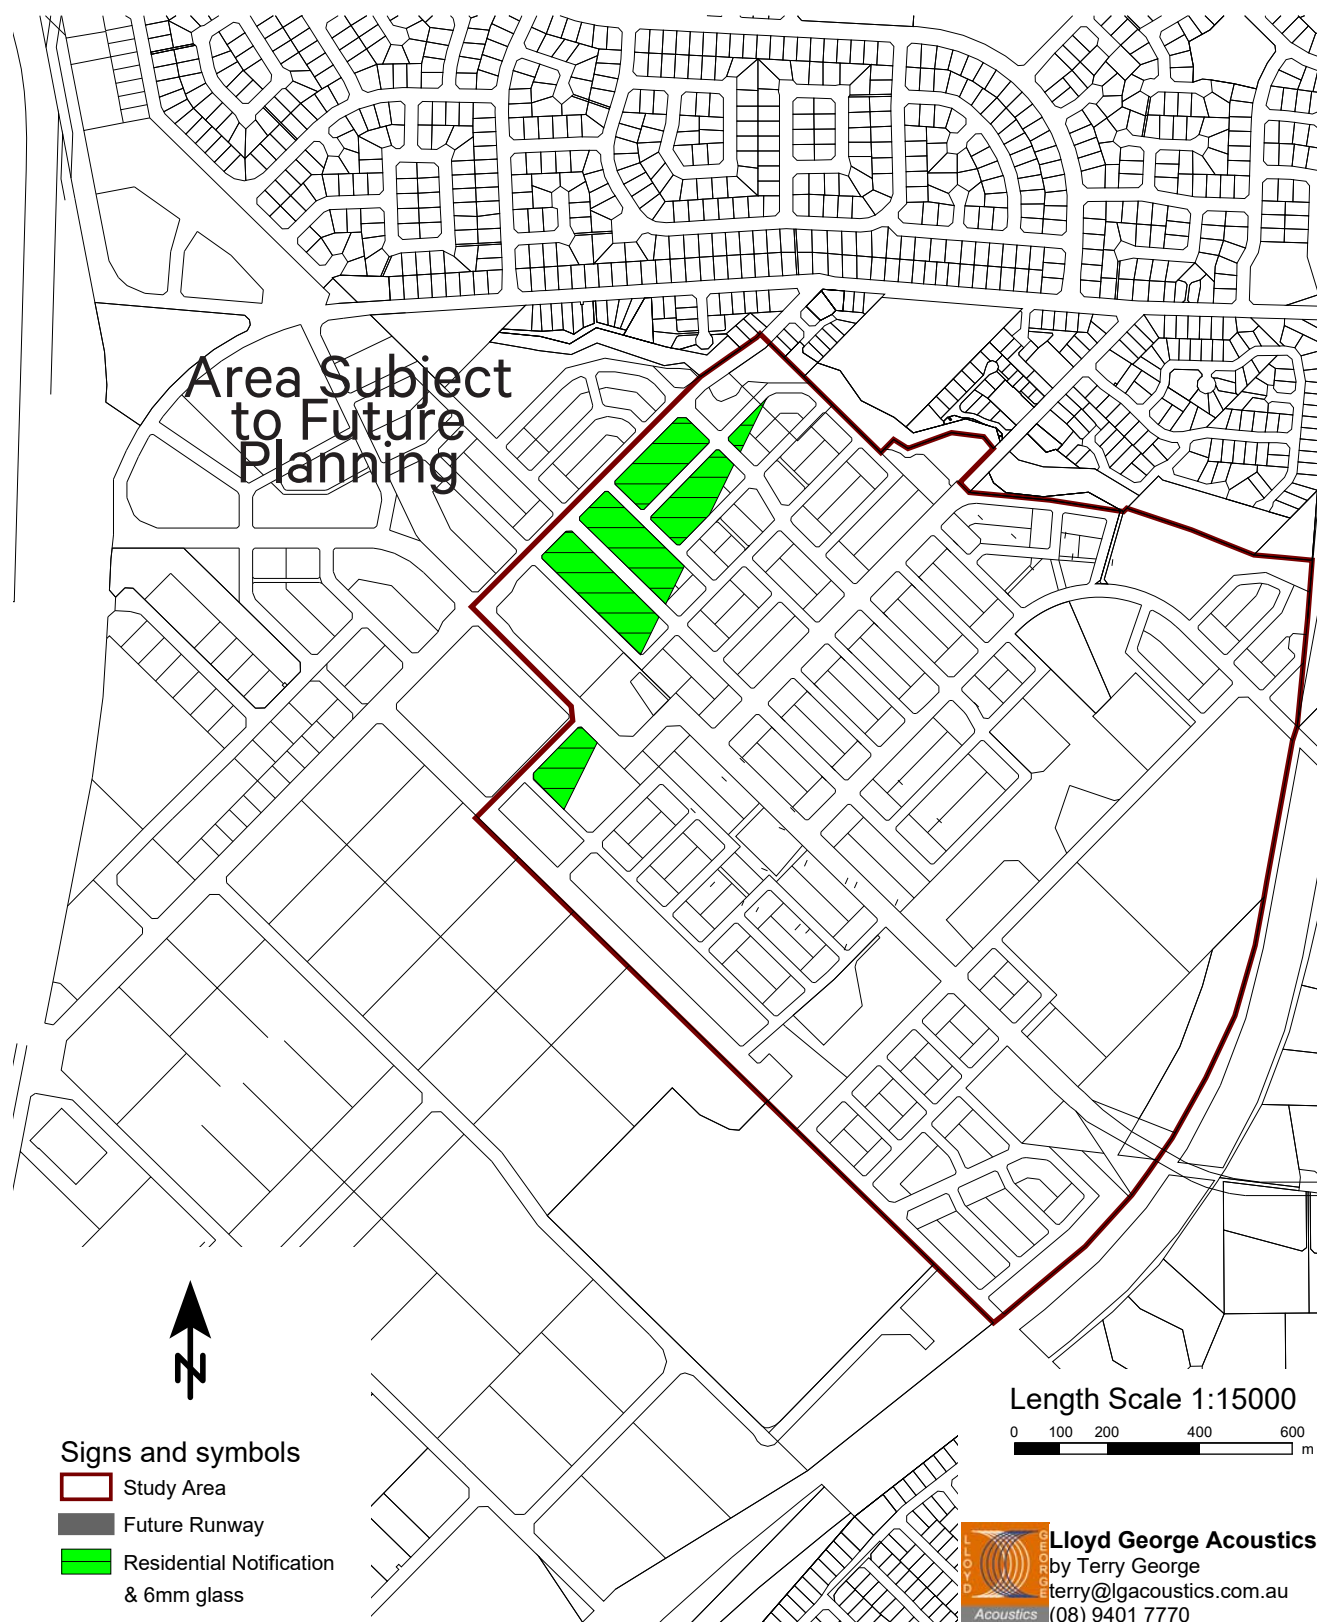 Area Subject
to Future
Planning
N
Signs and symbols
Study Area
Future Runway
Residential Notification
& 6mm glass
Length Scale 1:15000
0 100 200 400 600
m
LLOYD
GEORGE
Acoustics
Lloyd George Acoustics
by Terry George
terry@lgacoustics.com.au
(08) 9401 7770